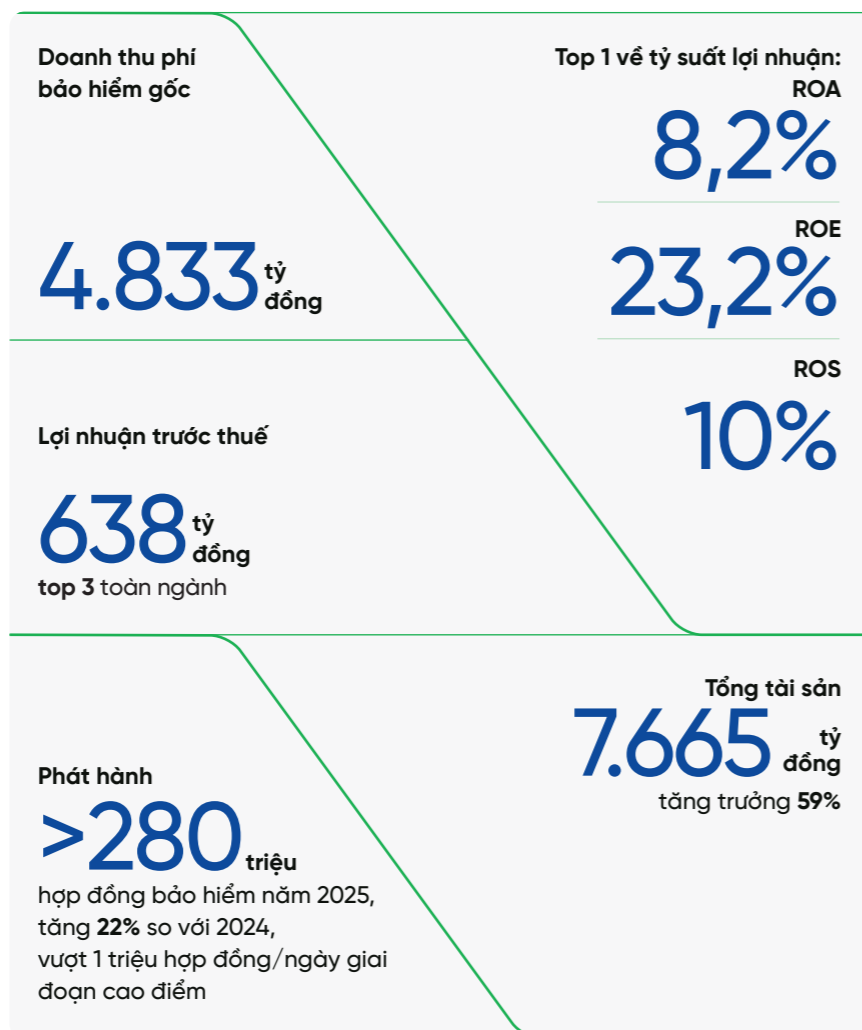 Doanh thu phí
bảo hiểm gốc
4.833 tỷ
đồng
Top 1 về tỷ suất lợi nhuận:
ROA
8,2%
ROE
23,2%
ROS
10%
Lợi nhuận trước thuế
638 tỷ
đồng
top 3 toàn ngành
Tổng tài sản
7.665 tỷ
đồng
tăng trưởng 59%
Phát hành
>280 triệu
hợp đồng bảo hiểm năm 2025,
tăng 22% so với 2024,
vượt 1 triệu hợp đồng/ngày giai
đoạn cao điểm